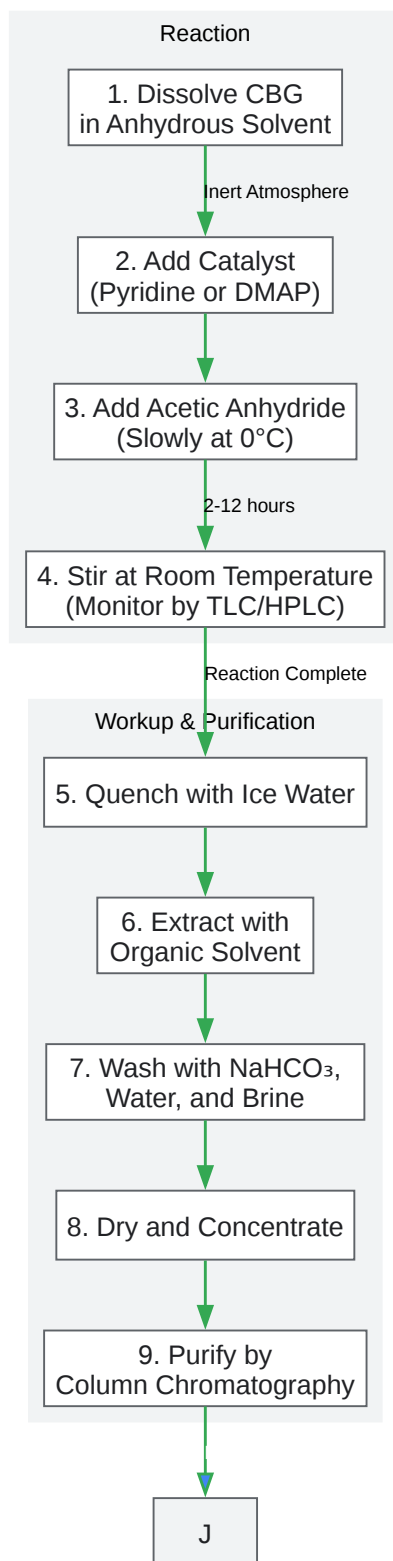 Reaction
1. Dissolve CBG
in Anhydrous Solvent
Inert Atmosphere
2. Add Catalyst
(Pyridine or DMAP)
3. Add Acetic Anhydride
(Slowly at 0°C)
2-12 hours
4. Stir at Room Temperature
(Monitor by TLC/HPLC)
Reaction Complete
Workup & Purification
5. Quench with Ice Water
6. Extract with
Organic Solvent
7. Wash with NaHCO₃,
Water, and Brine
8. Dry and Concentrate
9. Purify by
Column Chromatography
J